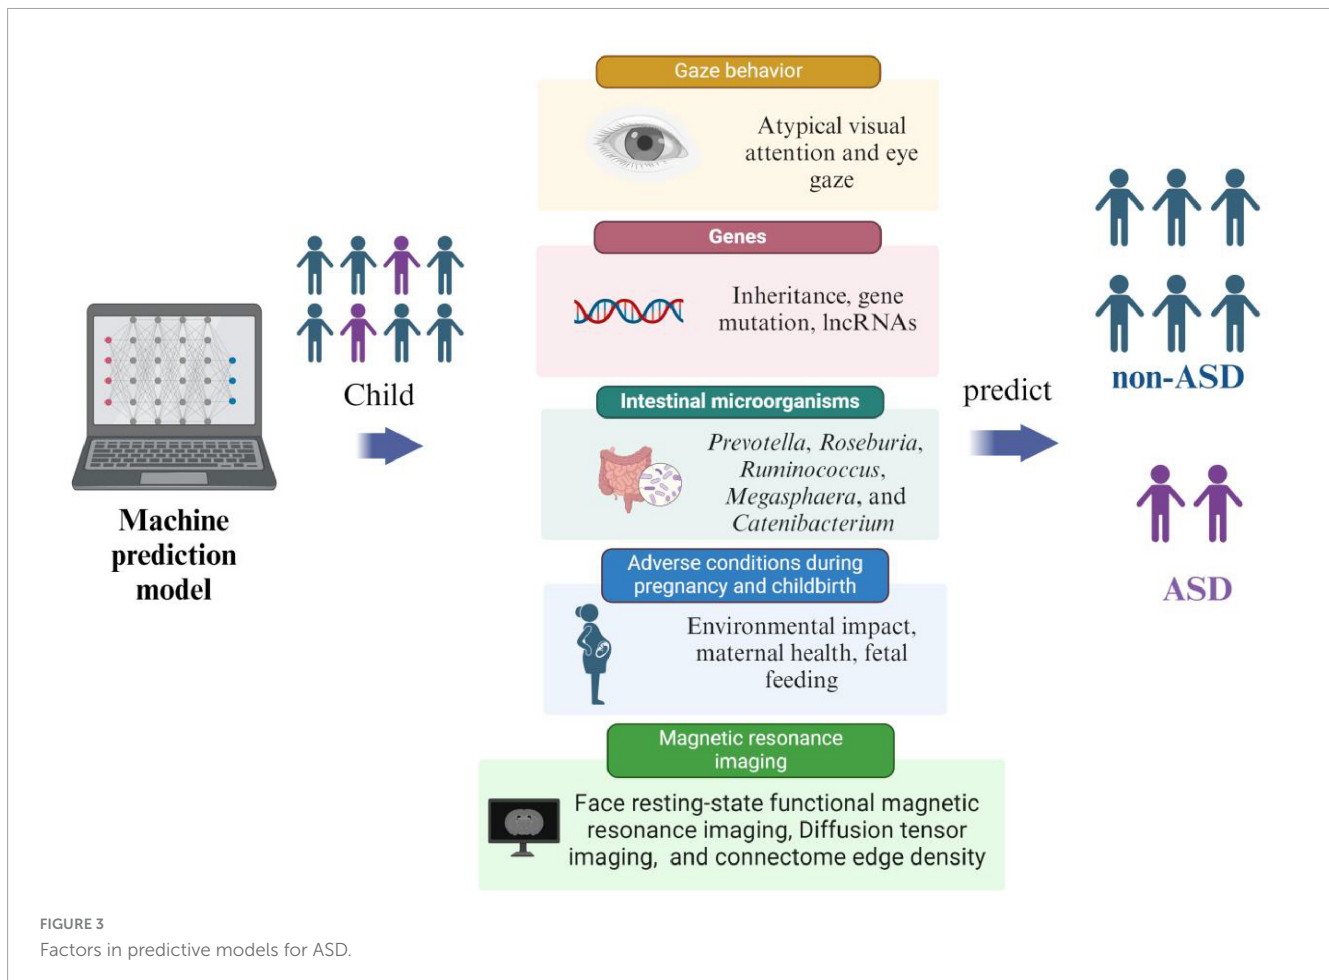 Gaze behavior
Atypical visual
attention and eye
gaze
Genes
Inheritance, gene
mutation, lncRNAs
Intestinal microorganisms
Prevotella, Roseburia,
Ruminococcus,
Megasphaera, and
Catenibacterium
Adverse conditions during
pregnancy and childbirth
Environmental impact,
maternal health, fetal
feeding
Magnetic resonance
imaging
Face resting-state functional magnetic
resonance imaging, Diffusion tensor
imaging, and connectome edge density
Machine
prediction
model
Child
predict
non-ASD
ASD
FIGURE 3
Factors in predictive models for ASD.